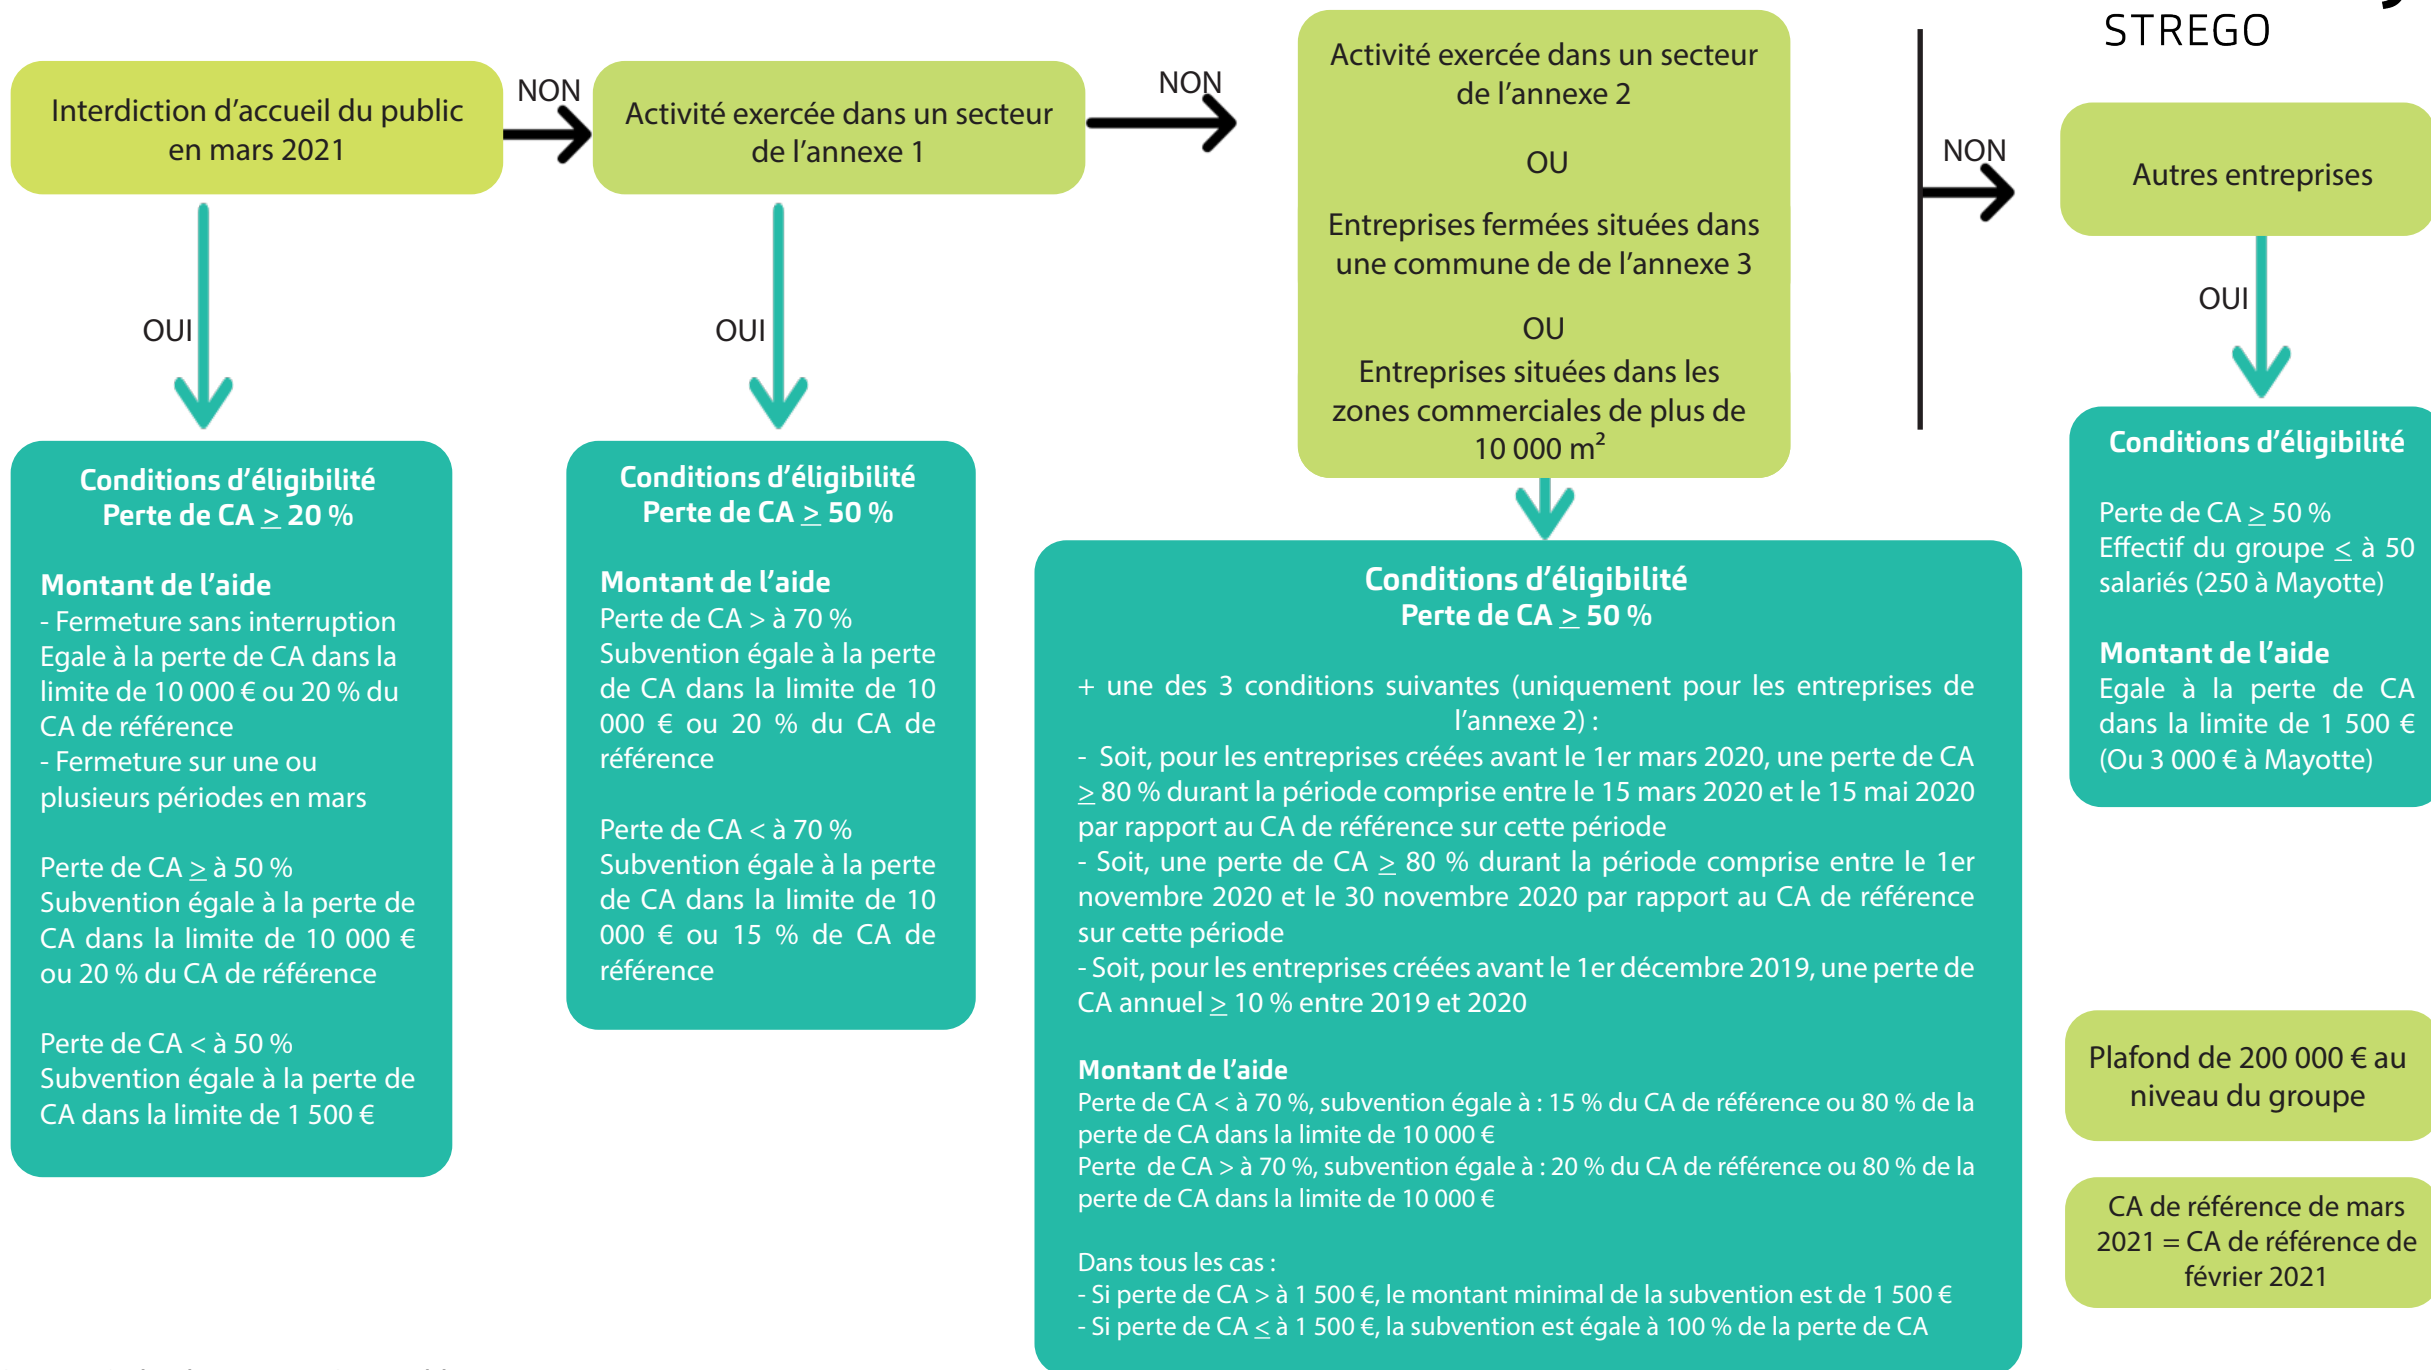 STREGO
Interdiction d’accueil du public
en mars 2021
NON
Activité exercée dans un secteur
de l’annexe 1
NON
Activité exercée dans un secteur
de l’annexe 2
OU
Entreprises fermées situées dans
une commune de de l’annexe 3
OU
Entreprises situées dans les
zones commerciales de plus de
10 000 m²
NON
Autres entreprises
OUI
OUI
OUI
Conditions d’éligibilité
Perte de CA ≥ 20 %
Montant de l’aide
- Fermeture sans interruption
Egale à la perte de CA dans la
limite de 10 000 € ou 20 % du
CA de référence
- Fermeture sur une ou
plusieurs périodes en mars
Perte de CA ≥ à 50 %
Subvention égale à la perte de
CA dans la limite de 10 000 €
ou 20 % du CA de référence
Perte de CA < à 50 %
Subvention égale à la perte de
CA dans la limite de 1 500 €
Conditions d’éligibilité
Perte de CA ≥ 50 %
Montant de l’aide
Perte de CA > à 70 %
Subvention égale à la perte
de CA dans la limite de 10
000 € ou 20 % du CA de
référence
Perte de CA < à 70 %
Subvention égale à la perte
de CA dans la limite de 10
000 € ou 15 % de CA de
référence
Conditions d’éligibilité
Perte de CA ≥ 50 %
+ une des 3 conditions suivantes (uniquement pour les entreprises de
l’annexe 2) :
- Soit, pour les entreprises créées avant le 1er mars 2020, une perte de CA
≥ 80 % durant la période comprise entre le 15 mars 2020 et le 15 mai 2020
par rapport au CA de référence sur cette période
- Soit, une perte de CA ≥ 80 % durant la période comprise entre le 1er
novembre 2020 et le 30 novembre 2020 par rapport au CA de référence
sur cette période
- Soit, pour les entreprises créées avant le 1er décembre 2019, une perte de
CA annuel ≥ 10 % entre 2019 et 2020
Montant de l’aide
Perte de CA < à 70 %, subvention égale à : 15 % du CA de référence ou 80 % de la
perte de CA dans la limite de 10 000 €
Perte de CA > à 70 %, subvention égale à : 20 % du CA de référence ou 80 % de la
perte de CA dans la limite de 10 000 €
Dans tous les cas :
- Si perte de CA > à 1 500 €, le montant minimal de la subvention est de 1 500 €
- Si perte de CA ≤ à 1 500 €, la subvention est égale à 100 % de la perte de CA
Conditions d’éligibilité
Perte de CA ≥ 50 %
Effectif du groupe ≤ à 50
salariés (250 à Mayotte)
Montant de l’aide
Egale à la perte de CA
dans la limite de 1 500 €
(Ou 3 000 € à Mayotte)
Plafond de 200 000 € au
niveau du groupe
CA de référence de mars
2021 = CA de référence de
février 2021